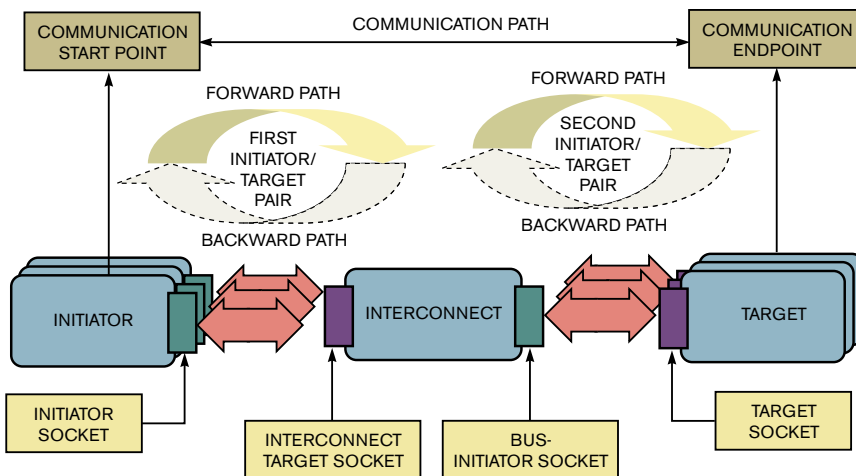 COMMUNICATION
START POINT
COMMUNICATION PATH
COMMUNICATION
ENDPOINT
FORWARD PATH
FIRST
INITIATOR/
TARGET
PAIR
BACKWARD PATH
FORWARD PATH
SECOND
INITIATOR/
TARGET
PAIR
BACKWARD PATH
INITIATOR
INTERCONNECT
TARGET
INITIATOR
SOCKET
INTERCONNECT
TARGET SOCKET
BUS-
INITIATOR SOCKET
TARGET
SOCKET